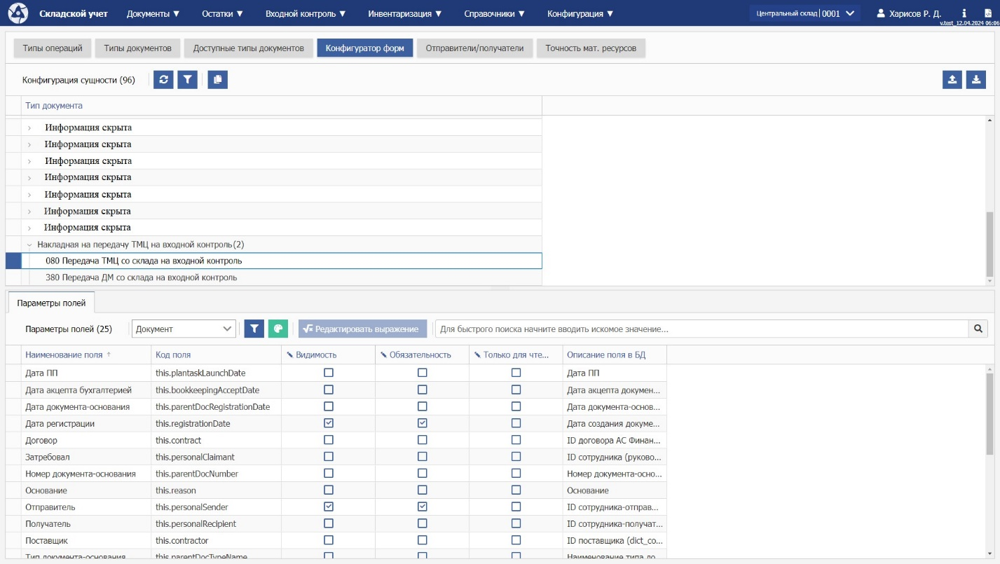 Складской учет Документы ▼ Остатки ▼ Входной контроль ▼ Инвентаризация ▼ Справочники ▼ Конфигурация ▼ Центральный склад | 0001 Харисов Р. Д.
v.test_12.04.2024 06:06
Типы операций Типы документов Доступные типы документов Конфигуратор форм Отправители/получатели Точность мат. ресурсов
Конфигурация сущности (96)
Тип документа
Информация скрыта
Информация скрыта
Информация скрыта
Информация скрыта
Информация скрыта
Информация скрыта
Информация скрыта
Накладная на передачу ТМЦ на входной контроль(2)
080 Передача ТМЦ со склада на входной контроль
380 Передача ДМ со склада на входной контроль
Параметры полей
Параметры полей (25) Документ Редактировать выражение Для быстрого поиска начните вводить искомое значение...
Наименование поля ↑ Код поля Видимость Обязательность Только для чте... Описание поля в БД
Дата ПП this.plantaskLaunchDate Дата ПП
Дата акцепта бухгалтерией this.bookkeepingAcceptDate Дата акцепта докумен...
Дата документа-основания this.parentDocRegistrationDate Дата документа-основ...
Дата регистрации this.registrationDate Дата создания докуме...
Договор this.contract ID договора АС Финан...
Затребовал this.personalClaimant ID сотрудника (руково...
Номер документа-основания this.parentDocNumber Номер документа-осно...
Основание this.reason Основание
Отправитель this.personalSender ID сотрудника-отправ...
Получатель this.personalRecipient ID сотрудника-получат...
Поставщик this.contractor ID поставщика (dict_co...
Тип документа-основания this.parentDocTypeName Наименование типа до...